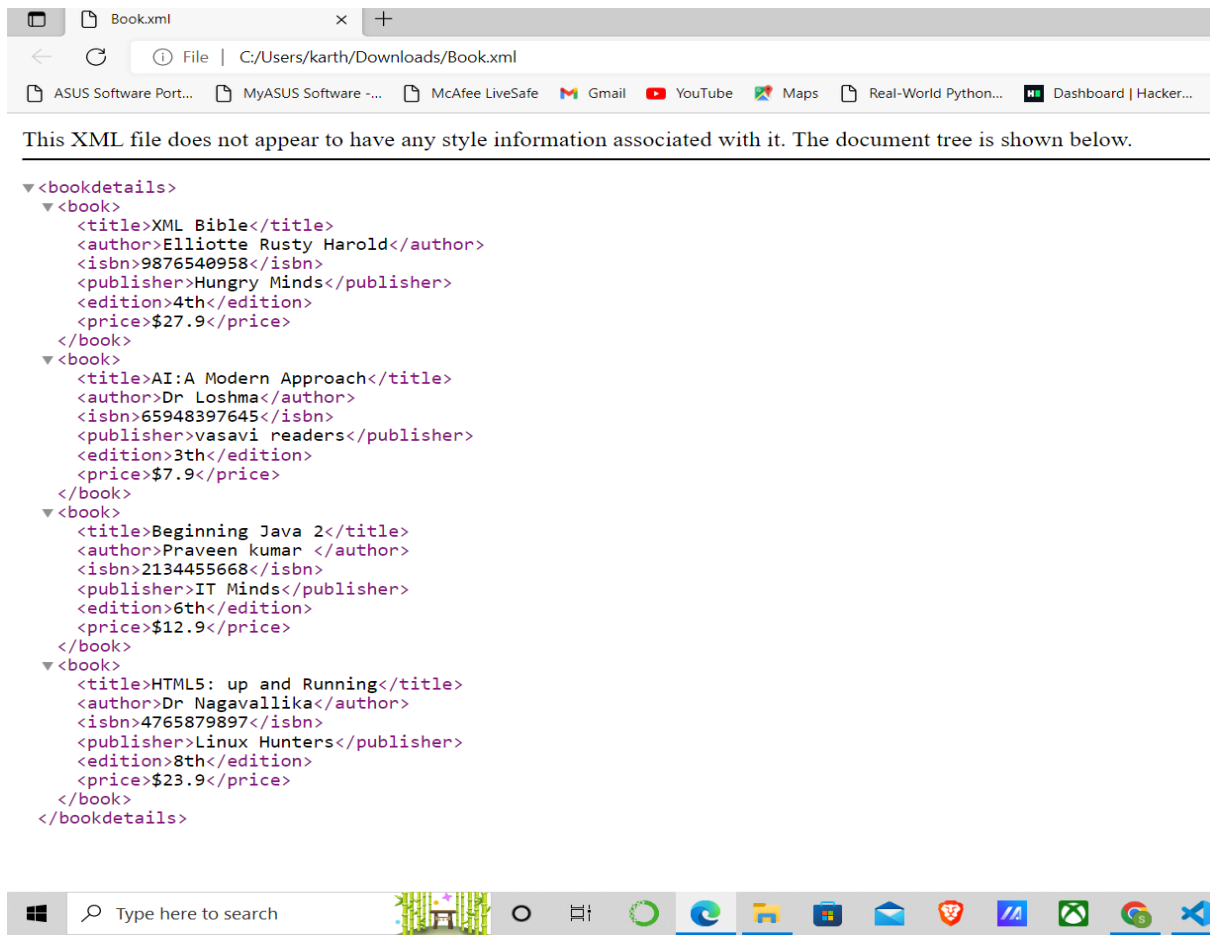 Book.xml
File | C:/Users/karth/Downloads/Book.xml
ASUS Software Port... MyASUS Software -... McAfee LiveSafe Gmail YouTube Maps Real-World Python... Dashboard | Hacker...
This XML file does not appear to have any style information associated with it. The document tree is shown below.
<bookdetails>
<book>
<title>XML Bible</title>
<author>Elliotte Rusty Harold</author>
<isbn>9876540958</isbn>
<publisher>Hungry Minds</publisher>
<edition>4th</edition>
<price>$27.9</price>
</book>
<book>
<title>AI:A Modern Approach</title>
<author>Dr Loshma</author>
<isbn>65948397645</isbn>
<publisher>vasavi readers</publisher>
<edition>3th</edition>
<price>$7.9</price>
</book>
<book>
<title>Beginning Java 2</title>
<author>Praveen kumar </author>
<isbn>2134455668</isbn>
<publisher>IT Minds</publisher>
<edition>6th</edition>
<price>$12.9</price>
</book>
<book>
<title>HTML5: up and Running</title>
<author>Dr Nagavallika</author>
<isbn>4765879897</isbn>
<publisher>Linux Hunters</publisher>
<edition>8th</edition>
<price>$23.9</price>
</book>
</bookdetails>
Type here to search